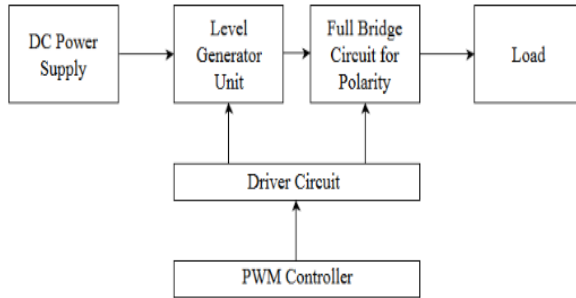 DC Power
Supply
Level
Generator
Unit
Full Bridge
Circuit for
Polarity
Load
Driver Circuit
PWM Controller